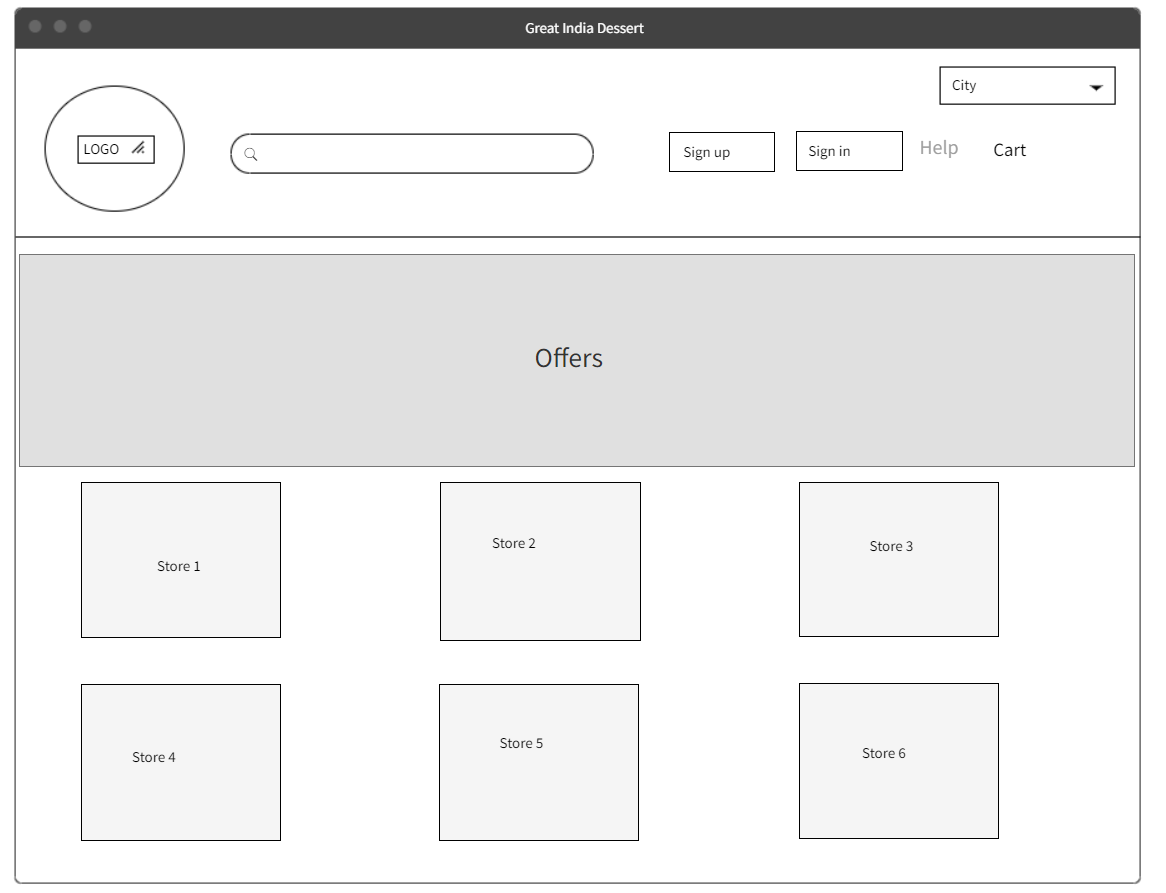 Great India Dessert
City
LOGO
Sign up
Sign in
Help
Cart
Offers
Store 1
Store 2
Store 3
Store 4
Store 5
Store 6